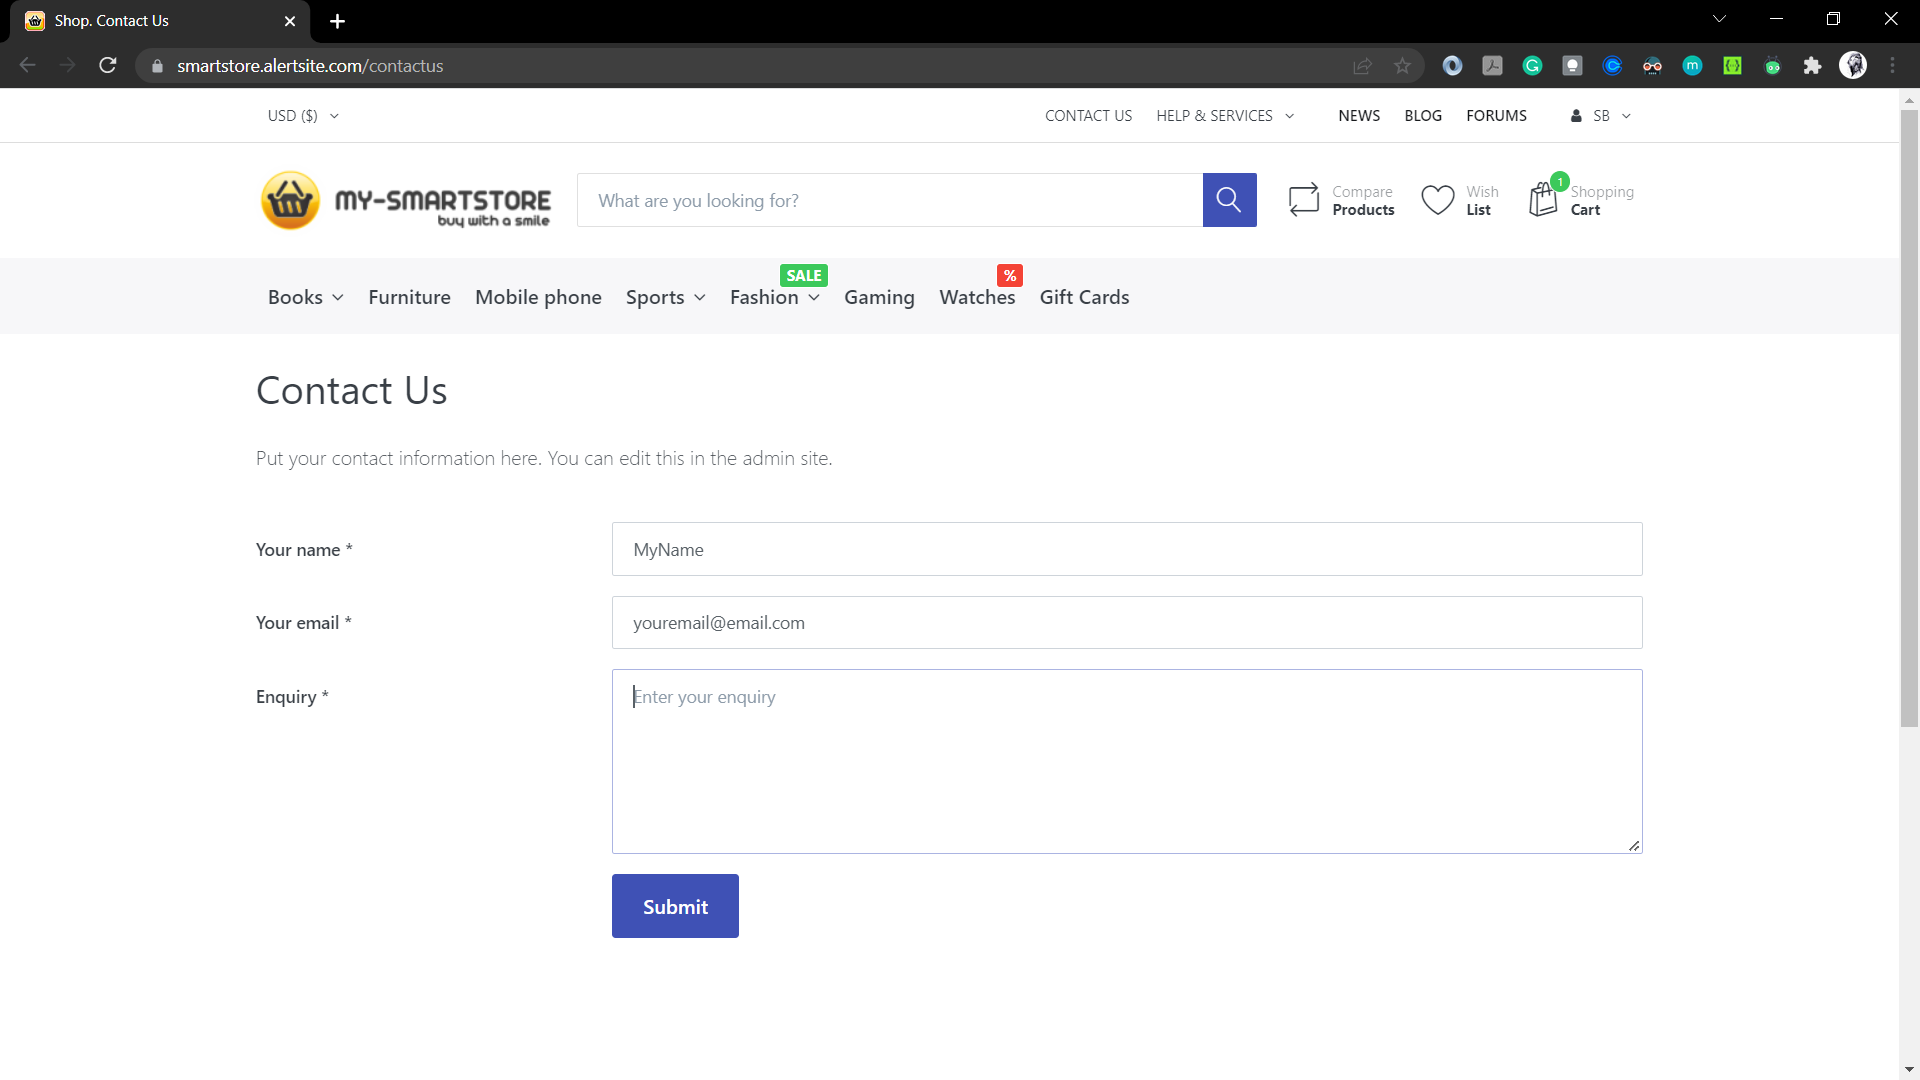 Shop. Contact Us
smartstore.alertsite.com/contactus
USD ($)
CONTACT US
HELP & SERVICES
NEWS
BLOG
FORUMS
SB
MY-SMARTSTORE
buy with a smile
What are you looking for?
Compare
Products
Wish
List
1
Shopping
Cart
SALE
%
Books
Furniture
Mobile phone
Sports
Fashion
Gaming
Watches
Gift Cards
Contact Us
Put your contact information here. You can edit this in the admin site.
Your name *
MyName
Your email *
youremail@email.com
Enquiry *
Enter your enquiry
Submit